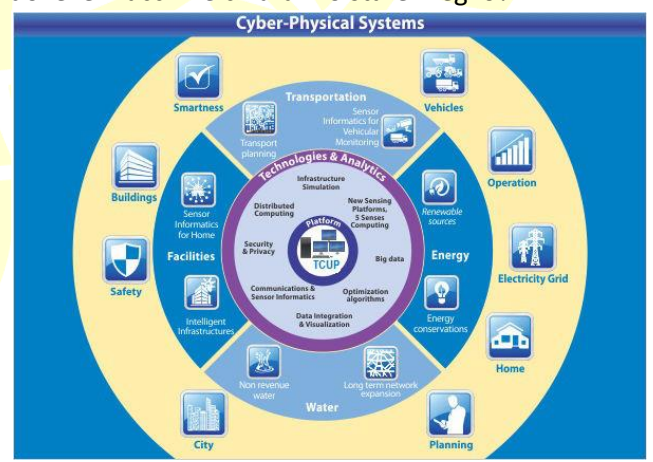 Cyber-Physical Systems
Smartness
Vehicles
Buildings
Operation
Safety
Electricity Grid
Home
City
Planning
Transportation
Transport
planning
Sensor
Informatics for
Vehicular
Monitoring
Sensor
Informatics
for Home
Facilities
Intelligent
Infrastructures
Renewable
sources
Energy
Energy
conservations
Non revenue
water
Long term network
expansion
Water
Technologies & Analytics
Infrastructure
Simulation
Distributed
Computing
New Sensing
Platforms,
5 Senses
Computing
Security
& Privacy
Big data
Communications &
Sensor Informatics
Optimization
algorithms
Data Integration
& Visualization
Platform
TCUP